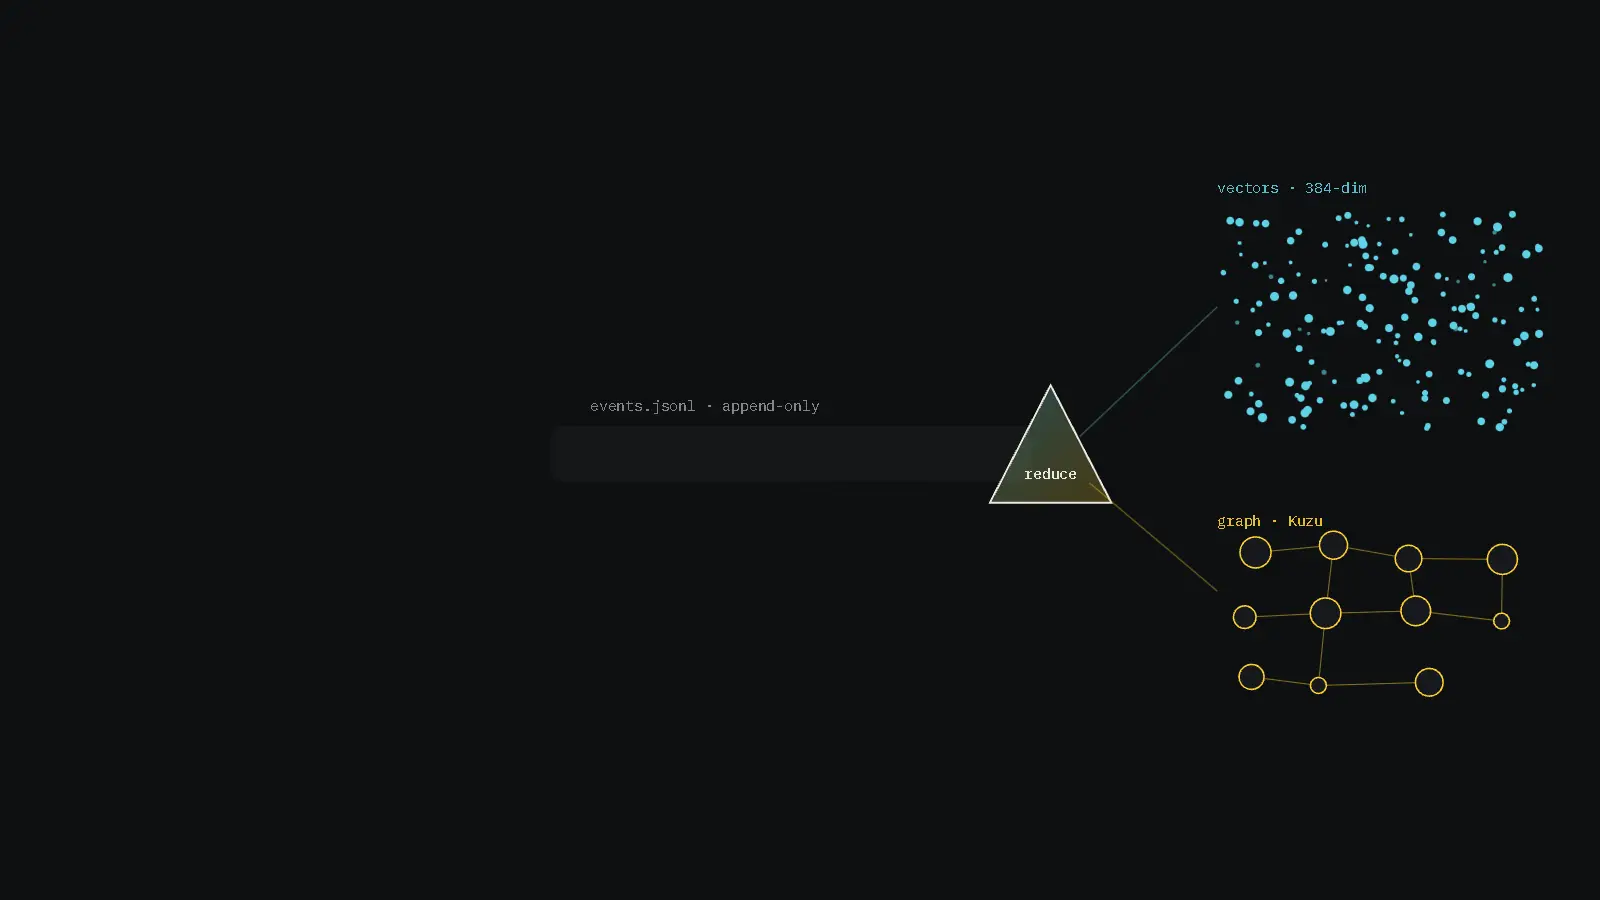 vectors · 384-dim
events.jsonl · append-only
reduce
graph · Kuzu